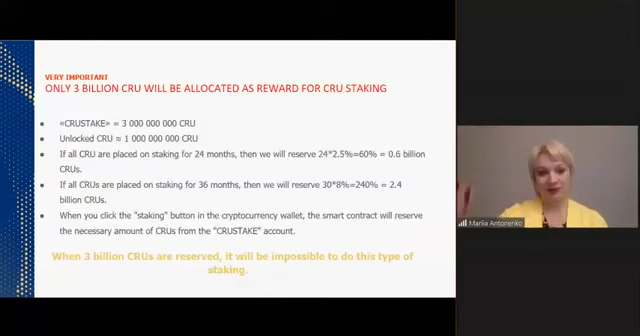 VERY IMPORTANT
ONLY 3 BILLION CRU WILL BE ALLOCATED AS REWARD FOR CRU STAKING
«CRUSTAKE» = 3 000 000 000 CRU
Unlocked CRU ≈ 1 000 000 000 CRU
If all CRU are placed on staking for 24 months, then we will reserve 24*2.5%=60% = 0.6 billion
CRUs.
If all CRUs are placed on staking for 36 months, then we will reserve 30*8%=240% = 2.4
billion CRUs.
When you click the "staking" button in the cryptocurrency wallet, the smart contract will reserve
the necessary amount of CRUs from the "CRUSTAKE" account.
When 3 billion CRUs are reserved, it will be impossible to do this type of
staking.
Mariia Antonenko